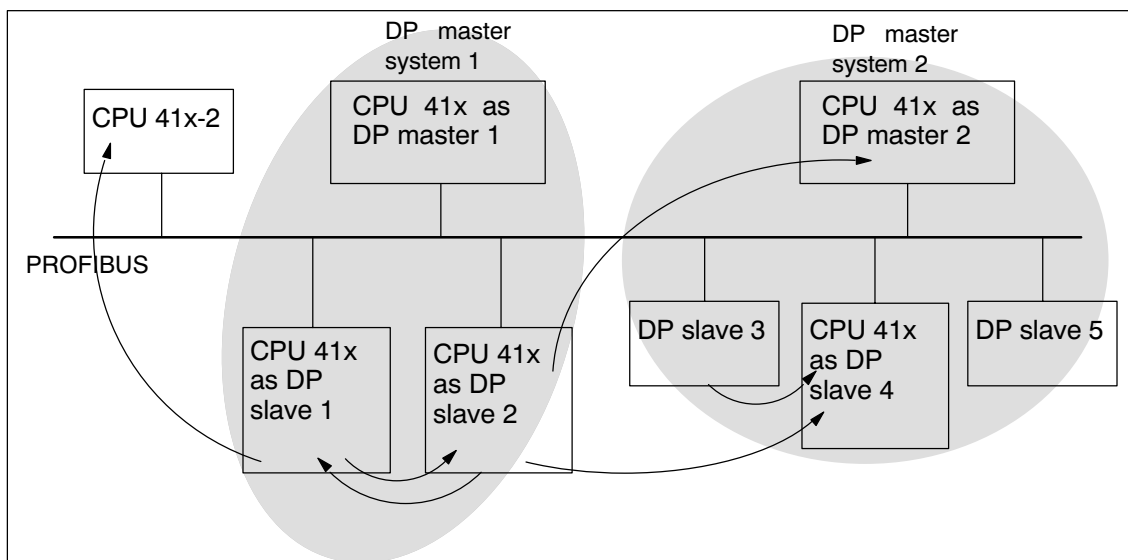 DP master
system 1
DP master
system 2
CPU 41x-2
CPU 41x as
DP master 1
CPU 41x as
DP master 2
PROFIBUS
CPU 41x
as DP
slave 1
CPU 41x
as DP
slave 2
DP slave 3
CPU 41x
as DP
slave 4
DP slave 5